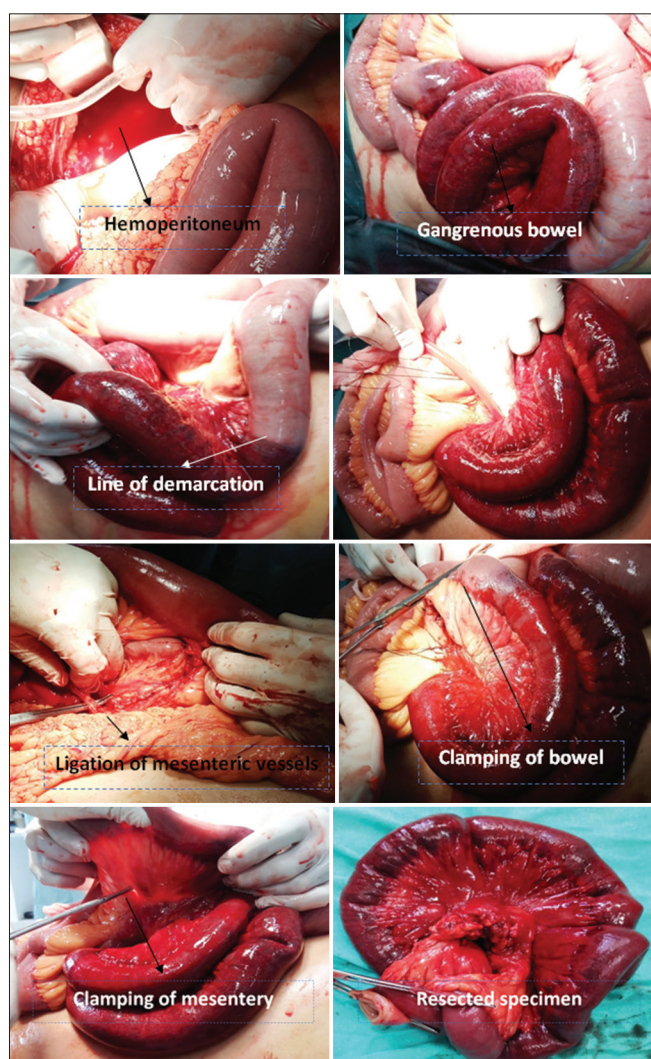 Hemoperitoneum
Gangrenous bowel
Line of demarcation
Ligation of mesenteric vessels
Clamping of bowel
Clamping of mesentery
Resected specimen